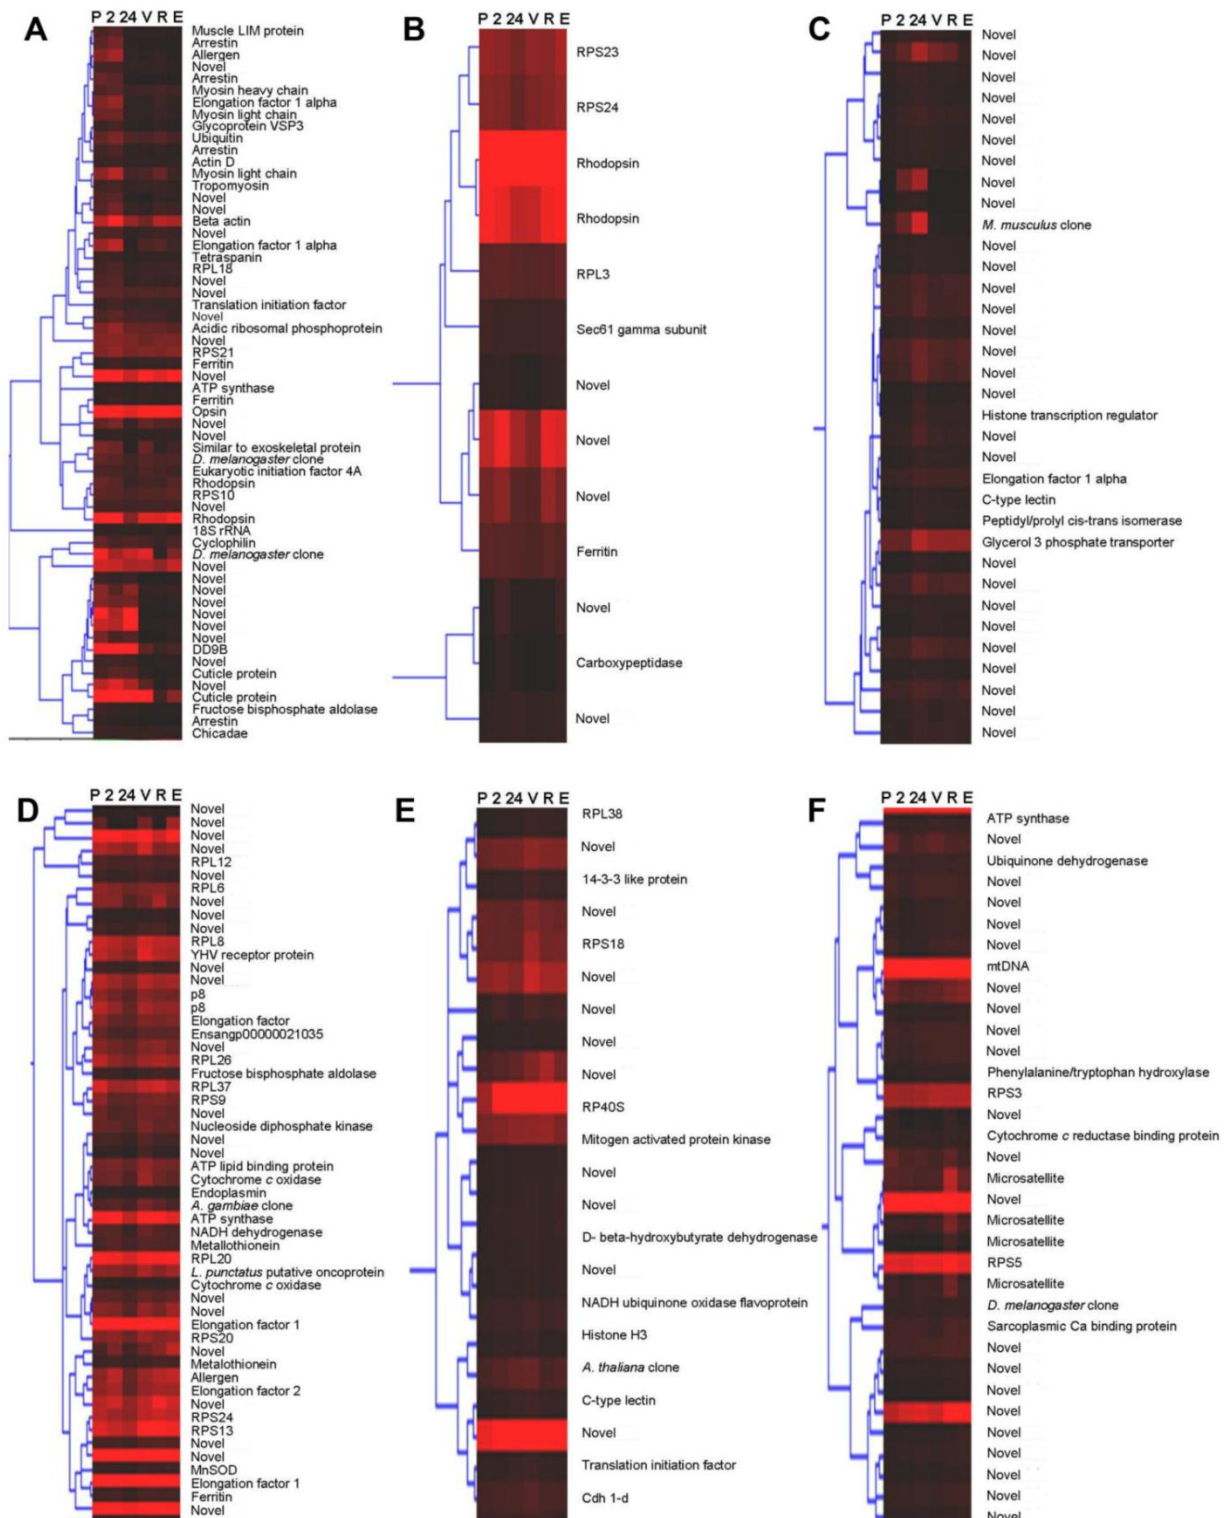 A
P 2 24 V R E
Muscle LIM protein
Arrestin
Allergen
Novel
Arrestin
Myosin heavy chain
Elongation factor 1 alpha
Myosin light chain
Glycoprotein VSP3
Ubiquitin
Arrestin
Actin D
Myosin light chain
Tropomyosin
Novel
Novel
Beta actin
Novel
Elongation factor 1 alpha
Tetraspanin
RPL18
Novel
Novel
Translation initiation factor
Novel
Acidic ribosomal phosphoprotein
Novel
RPS21
Ferritin
Novel
ATP synthase
Ferritin
Opsin
Novel
Novel
Similar to exoskeletal protein
D. melanogaster clone
Eukaryotic initiation factor 4A
Rhodopsin
RPS10
Novel
Rhodopsin
18S rRNA
Cyclophilin
D. melanogaster clone
Novel
Novel
Novel
Novel
Novel
Novel
Novel
DD9B
Novel
Cuticle protein
Novel
Cuticle protein
Fructose bisphosphate aldolase
Arrestin
Chicadae
B
P 2 24 V R E
RPS23
RPS24
Rhodopsin
Rhodopsin
RPL3
Sec61 gamma subunit
Novel
Novel
Novel
Ferritin
Novel
Carboxypeptidase
Novel
C
P 2 24 V R E
Novel
Novel
Novel
Novel
Novel
Novel
Novel
Novel
Novel
M. musculus clone
Novel
Novel
Novel
Novel
Novel
Novel
Novel
Novel
Histone transcription regulator
Novel
Novel
Elongation factor 1 alpha
C-type lectin
Peptidyl/prolyl cis-trans isomerase
Glycerol 3 phosphate transporter
Novel
Novel
Novel
Novel
Novel
Novel
Novel
Novel
Novel
D
P 2 24 V R E
Novel
Novel
Novel
Novel
RPL12
Novel
RPL6
Novel
Novel
Novel
RPL8
YHV receptor protein
Novel
Novel
p8
p8
Elongation factor
Ensangp00000021035
Novel
RPL26
Fructose bisphosphate aldolase
RPL37
RPS9
Novel
Nucleoside diphosphate kinase
Novel
Novel
ATP lipid binding protein
Cytochrome c oxidase
Endoplasmin
A. gambiae clone
ATP synthase
NADH dehydrogenase
Metallothionein
RPL20
L. punctatus putative oncoprotein
Cytochrome c oxidase
Novel
Novel
Elongation factor 1
RPS20
Novel
Metalothionein
Allergen
Elongation factor 2
Novel
RPS24
RPS13
Novel
Novel
MnSOD
Elongation factor 1
Ferritin
Novel
E
P 2 24 V R E
RPL38
Novel
14-3-3 like protein
Novel
RPS18
Novel
Novel
Novel
Novel
RP40S
Mitogen activated protein kinase
Novel
Novel
D- beta-hydroxybutyrate dehydrogenase
Novel
NADH ubiquinone oxidase flavoprotein
Histone H3
A. thaliana clone
C-type lectin
Novel
Translation initiation factor
Cdh 1-d
F
P 2 24 V R E
ATP synthase
Novel
Ubiquinone dehydrogenase
Novel
Novel
Novel
Novel
mtDNA
Novel
Novel
Novel
Novel
Phenylalanine/tryptophan hydroxylase
RPS3
Novel
Cytochrome c reductase binding protein
Novel
Microsatellite
Novel
Microsatellite
Microsatellite
RPS5
Microsatellite
D. melanogaster clone
Sarcoplasmic Ca binding protein
Novel
Novel
Novel
Novel
Novel
Novel
Novel
Novel
Novel